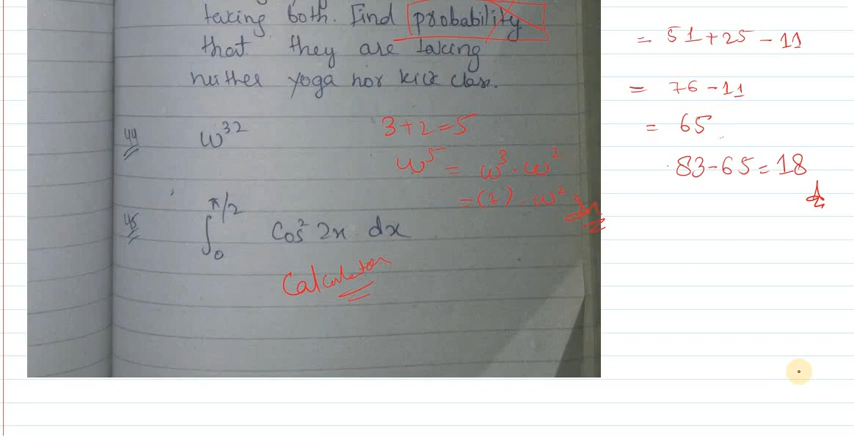 taking both. Find probability
that they are taking
neither yoga nor kick class.
44 ω³²
3+2=5
ω⁵ = ω³·ω²
=(1)·ω²
45 ∫₀^π/2 Cos² 2x dx
Calculator
= 51+25-11
= 76-11
= 65
83-65=18